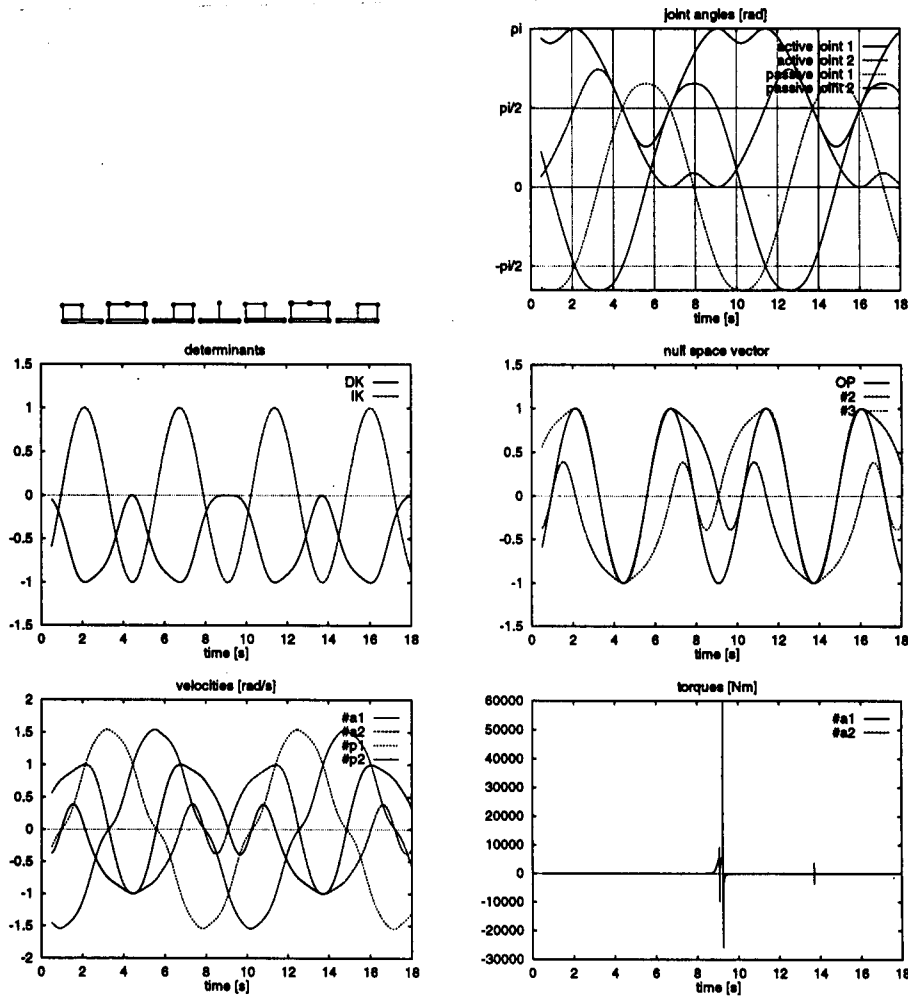 joint angles [rad]
pi
active joint 1
active joint 2
passive joint 1
passive joint 2
pi/2
0
-pi/2
0 2 4 6 8 10 12 14 16 18
time [s]
determinants
1.5
DK
IK
1
0.5
0
-0.5
-1
-1.5
0 2 4 6 8 10 12 14 16 18
time [s]
null space vector
1.5
OP
#2
#3
1
0.5
0
-0.5
-1
-1.5
0 2 4 6 8 10 12 14 16 18
time [s]
velocities [rad/s]
2
#a1
#a2
#p1
#p2
1.5
1
0.5
0
-0.5
-1
-1.5
-2
0 2 4 6 8 10 12 14 16 18
time [s]
torques [Nm]
60000
#a1
#a2
50000
40000
30000
20000
10000
0
-10000
-20000
-30000
0 2 4 6 8 10 12 14 16 18
time [s]